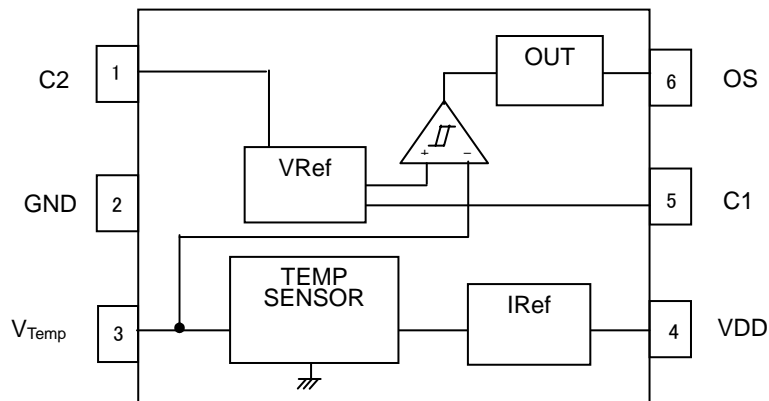 C2
1
OUT
6
OS
+
−
VRef
GND
2
5
C1
TEMP
SENSOR
IRef
VTemp
3
4
VDD